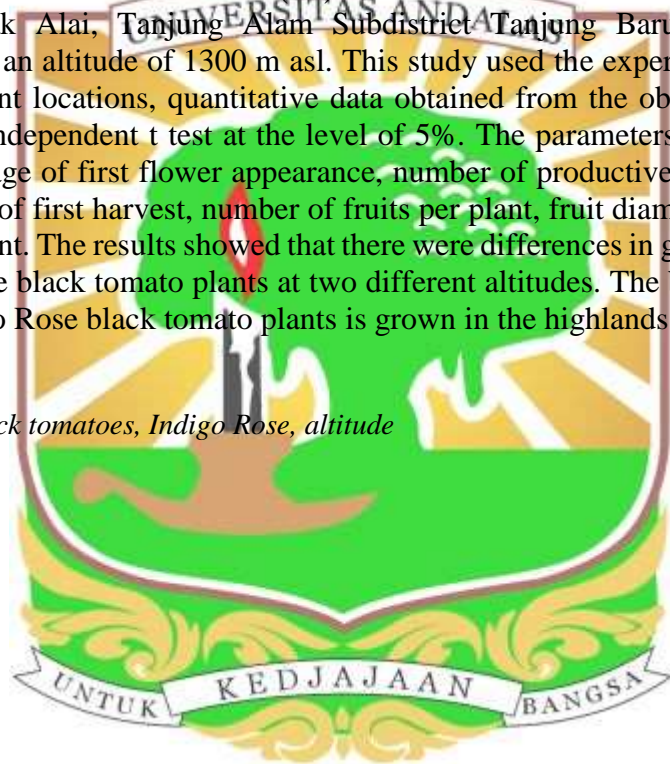 UNIVERSITAS ANDALAS
k Alai, Tanjung Alam Subdistrict Tanjung Baru
an altitude of 1300 m asl. This study used the exper
nt locations, quantitative data obtained from the ob
ndependent t test at the level of 5%. The parameters
ge of first flower appearance, number of productive
of first harvest, number of fruits per plant, fruit diam
nt. The results showed that there were differences in g
e black tomato plants at two different altitudes. The
o Rose black tomato plants is grown in the highlands
ck tomatoes, Indigo Rose, altitude
UNTUK KEDJAJAAN BANGSA